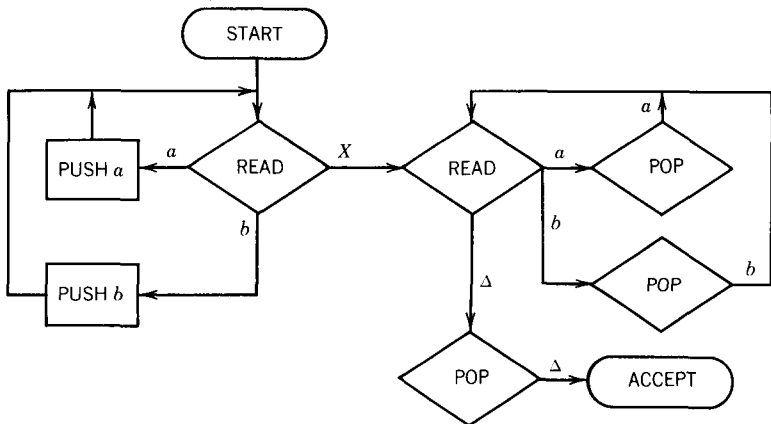 START
a
PUSH a
a
READ
X
READ
a
POP
b
b
PUSH b
POP
b
Δ
POP
Δ
ACCEPT